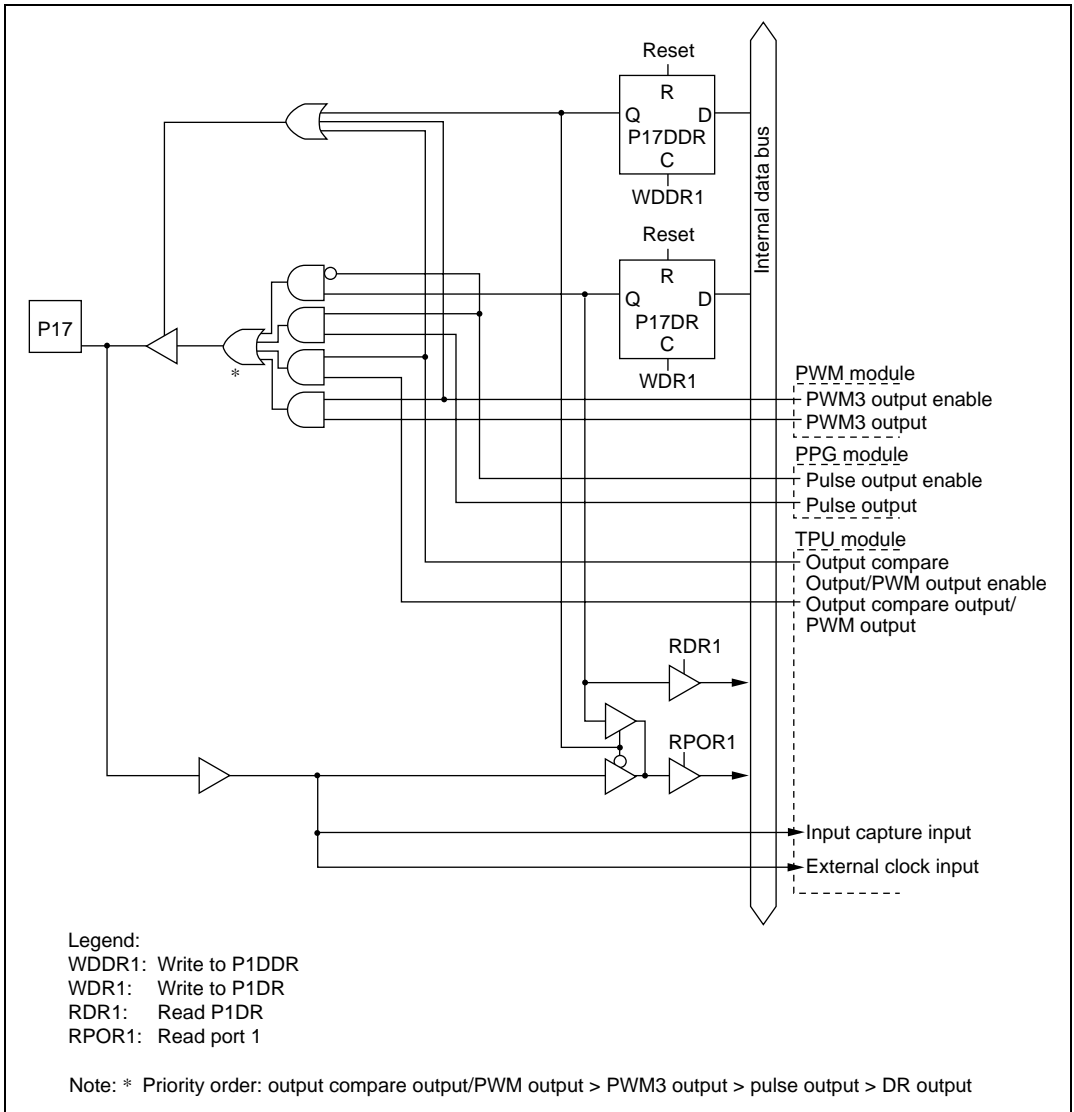 Reset
R
Q D
P17DDR
C
WDDR1
Internal data bus
Reset
R
Q D
P17DR
C
WDR1
P17
*
PWM module
PWM3 output enable
PWM3 output
PPG module
Pulse output enable
Pulse output
TPU module
Output compare
Output/PWM output enable
Output compare output/
PWM output
RDR1
RPOR1
Input capture input
External clock input
Legend:
WDDR1: Write to P1DDR
WDR1: Write to P1DR
RDR1: Read P1DR
RPOR1: Read port 1
Note: * Priority order: output compare output/PWM output > PWM3 output > pulse output > DR output